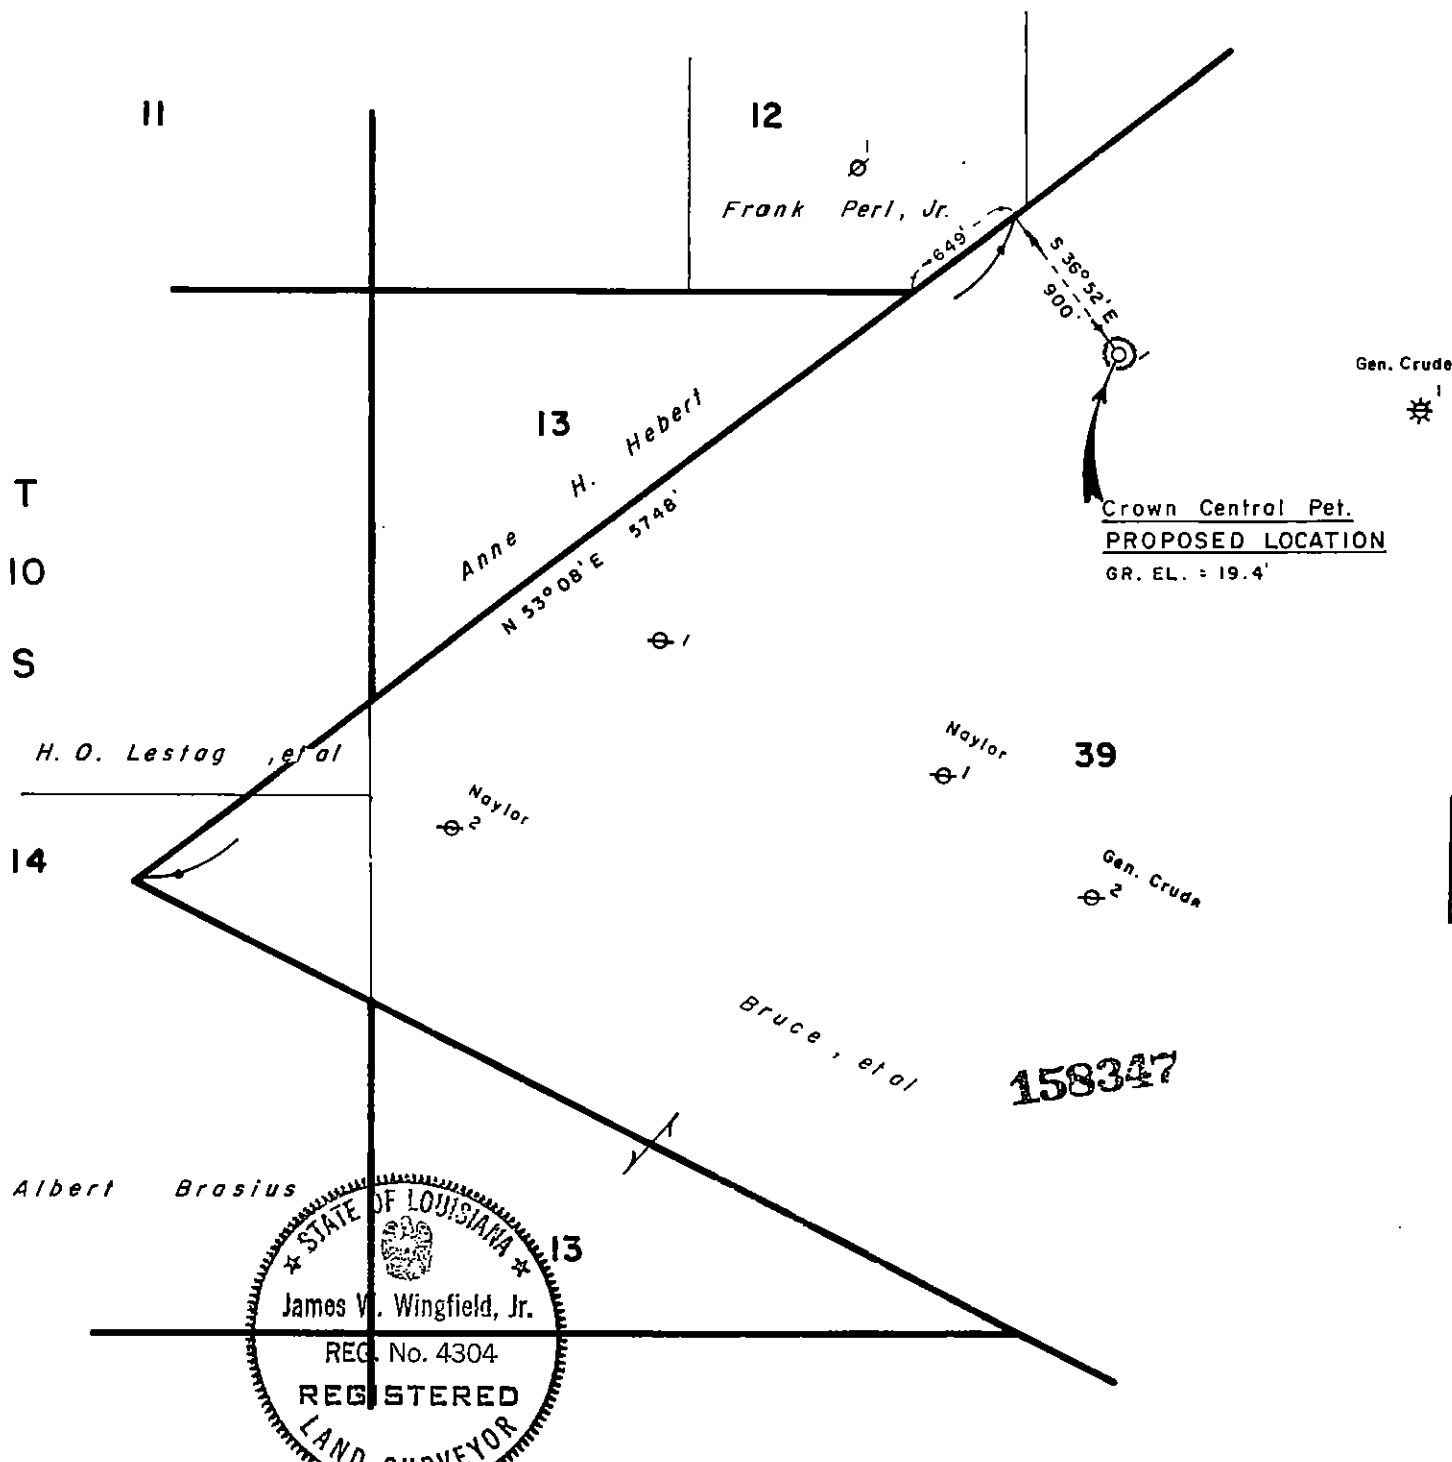 11
12
1
Frank Perl, Jr.
649'
S 36° 52' E
900'
1
Gen. Crude
1
13
Anne H. Hebert
N 53° 08' E 5748'
T
10
S
Crown Central Pet.
PROPOSED LOCATION
GR. EL. = 19.4'
1
H. O. Lestag , et al
Naylor
1
39
Naylor
2
14
Gen. Crude
2
Bruce , et al
158347
Albert Brasius
13
STATE OF LOUISIANA
James W. Wingfield, Jr.
REG. No. 4304
REGISTERED
LAND SURVEYOR